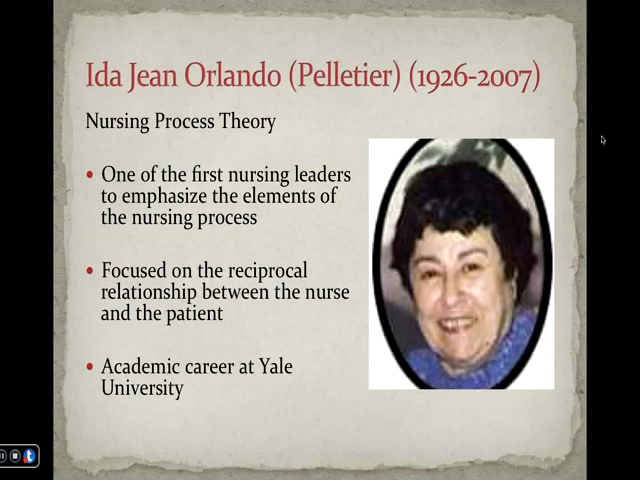 Ida Jean Orlando (Pelletier) (1926-2007)
Nursing Process Theory
• One of the first nursing leaders
to emphasize the elements of
the nursing process
• Focused on the reciprocal
relationship between the nurse
and the patient
• Academic career at Yale
University